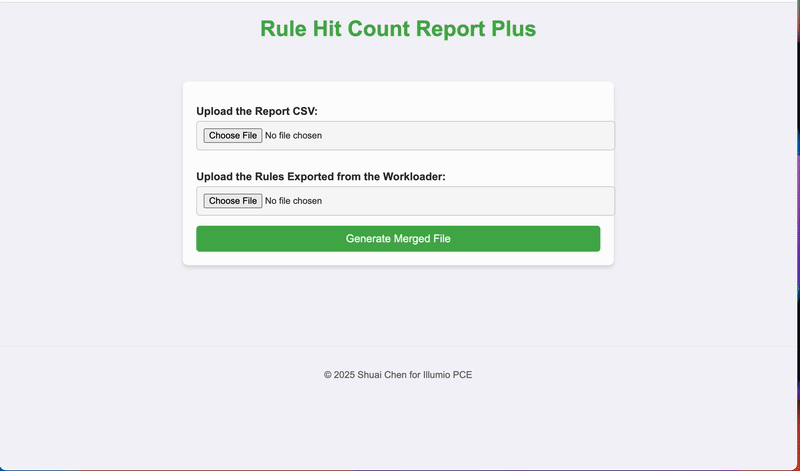 Rule Hit Count Report Plus
Upload the Report CSV:
Choose File No file chosen
Upload the Rules Exported from the Workloader:
Choose File No file chosen
Generate Merged File
© 2025 Shuai Chen for Illumio PCE